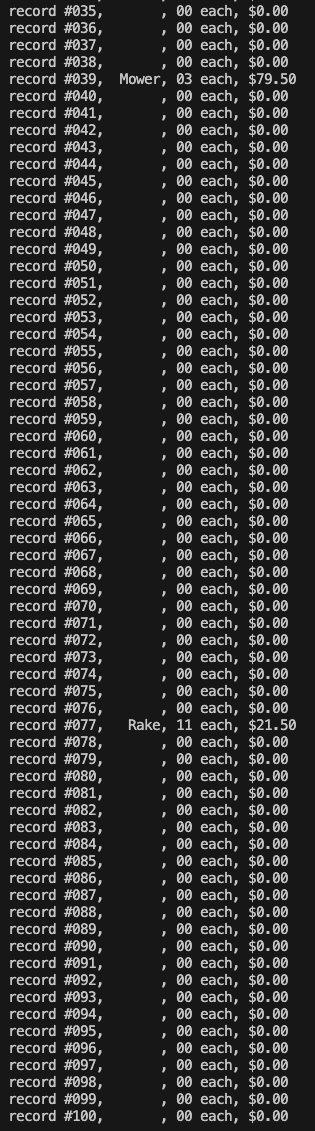 record #035,       , 00 each, $0.00
record #036,       , 00 each, $0.00
record #037,       , 00 each, $0.00
record #038,       , 00 each, $0.00
record #039,  Mower, 03 each, $79.50
record #040,       , 00 each, $0.00
record #041,       , 00 each, $0.00
record #042,       , 00 each, $0.00
record #043,       , 00 each, $0.00
record #044,       , 00 each, $0.00
record #045,       , 00 each, $0.00
record #046,       , 00 each, $0.00
record #047,       , 00 each, $0.00
record #048,       , 00 each, $0.00
record #049,       , 00 each, $0.00
record #050,       , 00 each, $0.00
record #051,       , 00 each, $0.00
record #052,       , 00 each, $0.00
record #053,       , 00 each, $0.00
record #054,       , 00 each, $0.00
record #055,       , 00 each, $0.00
record #056,       , 00 each, $0.00
record #057,       , 00 each, $0.00
record #058,       , 00 each, $0.00
record #059,       , 00 each, $0.00
record #060,       , 00 each, $0.00
record #061,       , 00 each, $0.00
record #062,       , 00 each, $0.00
record #063,       , 00 each, $0.00
record #064,       , 00 each, $0.00
record #065,       , 00 each, $0.00
record #066,       , 00 each, $0.00
record #067,       , 00 each, $0.00
record #068,       , 00 each, $0.00
record #069,       , 00 each, $0.00
record #070,       , 00 each, $0.00
record #071,       , 00 each, $0.00
record #072,       , 00 each, $0.00
record #073,       , 00 each, $0.00
record #074,       , 00 each, $0.00
record #075,       , 00 each, $0.00
record #076,       , 00 each, $0.00
record #077,   Rake, 11 each, $21.50
record #078,       , 00 each, $0.00
record #079,       , 00 each, $0.00
record #080,       , 00 each, $0.00
record #081,       , 00 each, $0.00
record #082,       , 00 each, $0.00
record #083,       , 00 each, $0.00
record #084,       , 00 each, $0.00
record #085,       , 00 each, $0.00
record #086,       , 00 each, $0.00
record #087,       , 00 each, $0.00
record #088,       , 00 each, $0.00
record #089,       , 00 each, $0.00
record #090,       , 00 each, $0.00
record #091,       , 00 each, $0.00
record #092,       , 00 each, $0.00
record #093,       , 00 each, $0.00
record #094,       , 00 each, $0.00
record #095,       , 00 each, $0.00
record #096,       , 00 each, $0.00
record #097,       , 00 each, $0.00
record #098,       , 00 each, $0.00
record #099,       , 00 each, $0.00
record #100,       , 00 each, $0.00